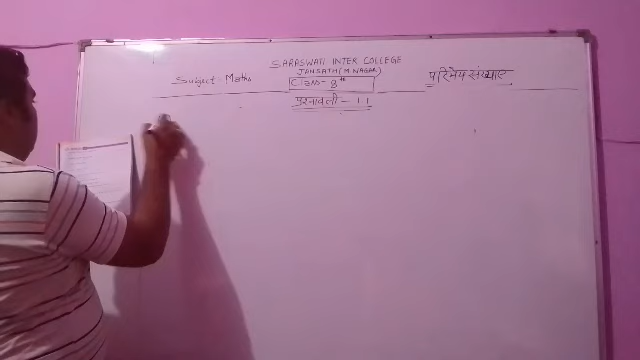 SARASWATI INTER COLLEGE
JANSATH (M.NAGAR)
Subject - Maths
Class - 8th
परिमेय संख्याए
प्रश्नावली - 1.1